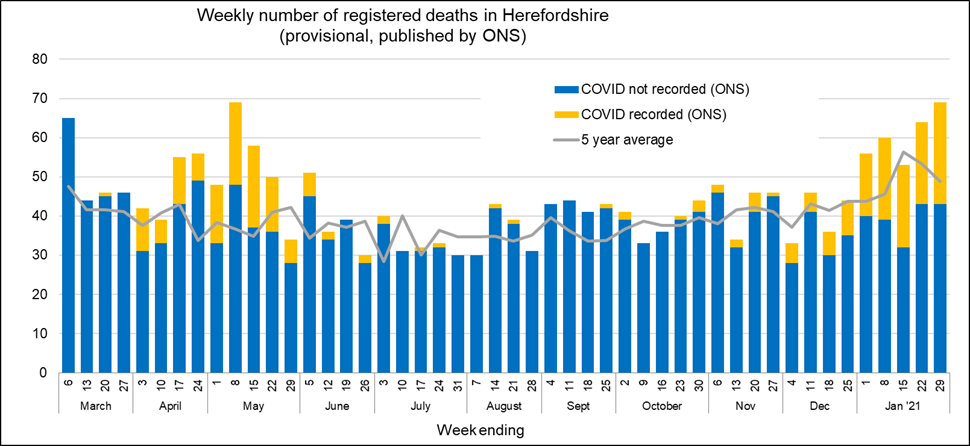 Weekly number of registered deaths in Herefordshire
(provisional, published by ONS)
80
70
60
50
40
30
20
10
0
COVID not recorded (ONS)
COVID recorded (ONS)
5 year average
6 13 20 27 3 10 17 24 1 8 15 22 29 5 12 19 26 3 10 17 24 31 7 14 21 28 4 11 18 25 2 9 16 23 30 6 13 20 27 4 11 18 25 1 8 15 22 29
March April May June July August Sept October Nov Dec Jan '21
Week ending